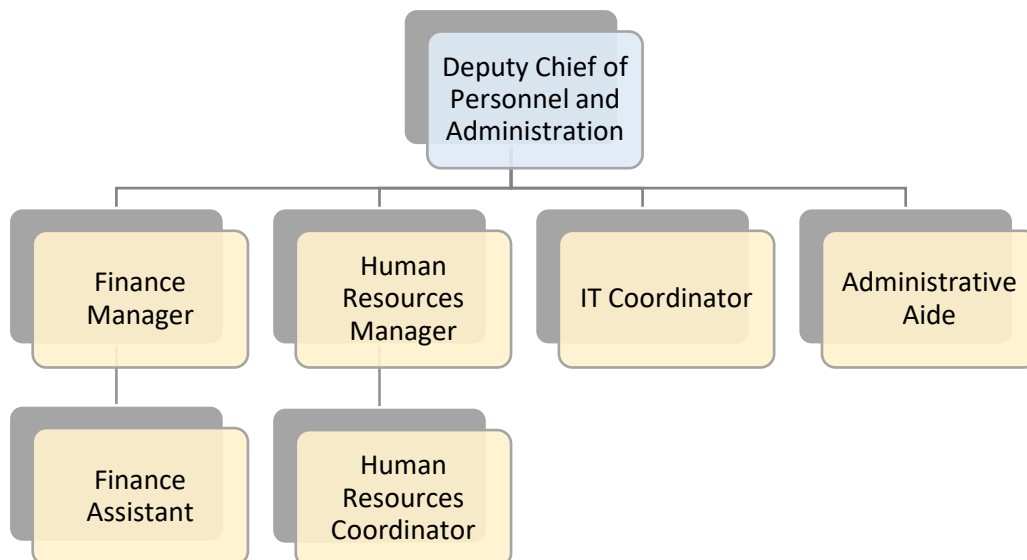 Deputy Chief of
Personnel and
Administration
Finance
Manager
Human
Resources
Manager
IT Coordinator
Administrative
Aide
Finance
Assistant
Human
Resources
Coordinator